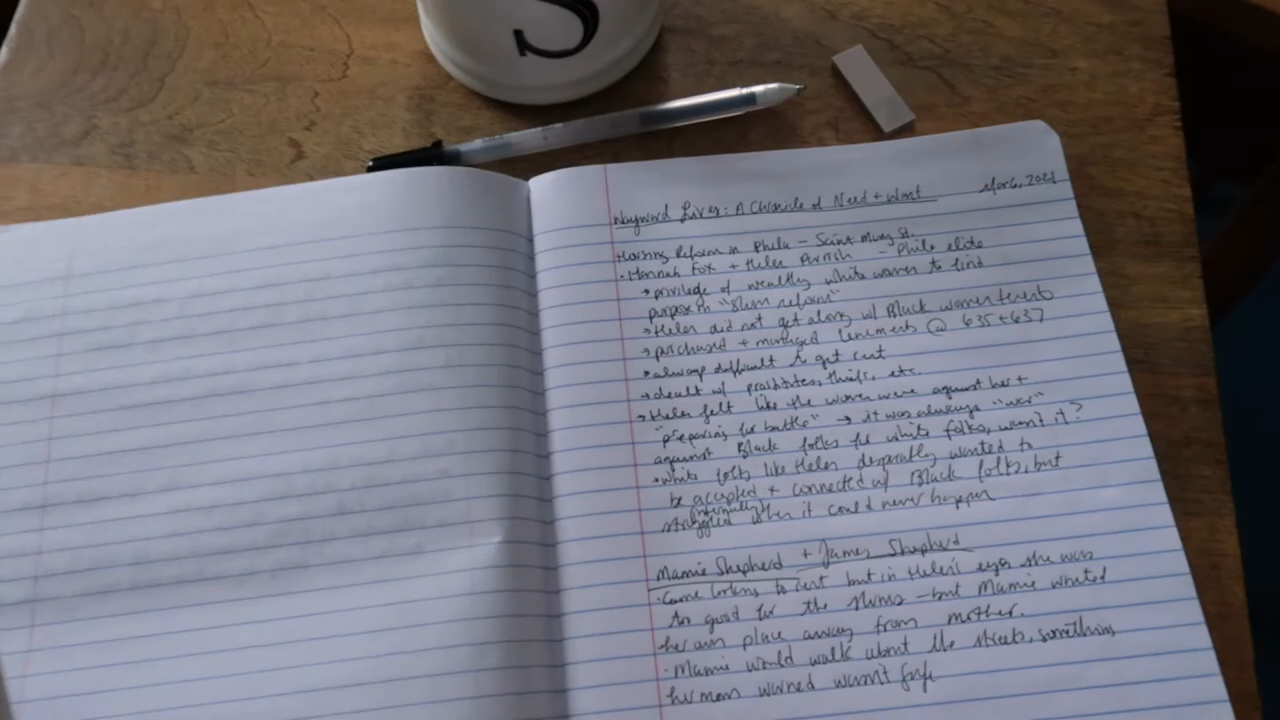 S
Mar 6, 2021
Wayward Lives: A Chronicle of Need + Want
Housing Reform in Phila - Saint Mary St.
· Hannah Fox + Helen Parrish - Phila elite
→ privilege of wealthy white women to find
purpose in "slum reform"
→ Helen did not get along w/ Black women tenants
→ purchased + managed tenements @ 635 + 637
· always difficult to get rent
→ dealt w/ prostitutes, thiefs, etc.
→ Helen felt like the women were against her +
"preparing for battle" → it was always "war"
against Black folks for white folks, wasn't it?
· white folks like Helen desperately wanted to
be accepted + connected w/ Black folks, but
(internally)
struggled when it could never happen
Mamie Shepherd + James Shepherd
· Came looking to rent but in Helen's eyes she was
too good for the slums - but Mamie wanted
her own place away from mother.
· Mamie would walk about the streets, something
her mom warned wasn't safe